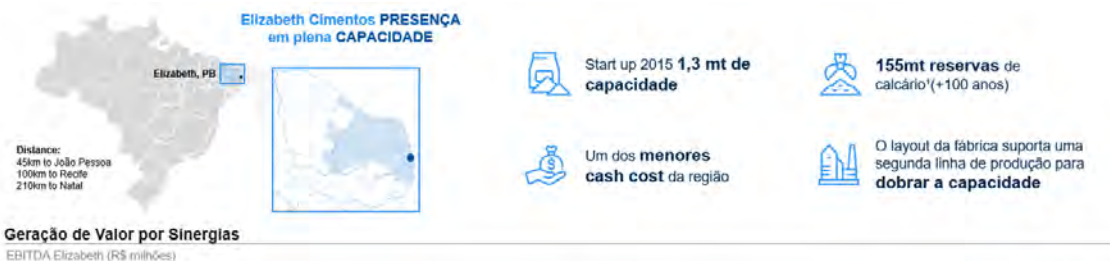 Elizabeth Cimentos PRESENÇA
em plena CAPACIDADE
Elizabeth, PB
Distance:
45km to João Pessoa
100km to Recife
210km to Natal
Start up 2015 1,3 mt de
capacidade
155mt reservas de
calcário¹(+100 anos)
Um dos menores
cash cost da região
O layout da fábrica suporta uma
segunda linha de produção para
dobrar a capacidade
Geração de Valor por Sinergias
EBITDA Elizabeth (R$ milhões)